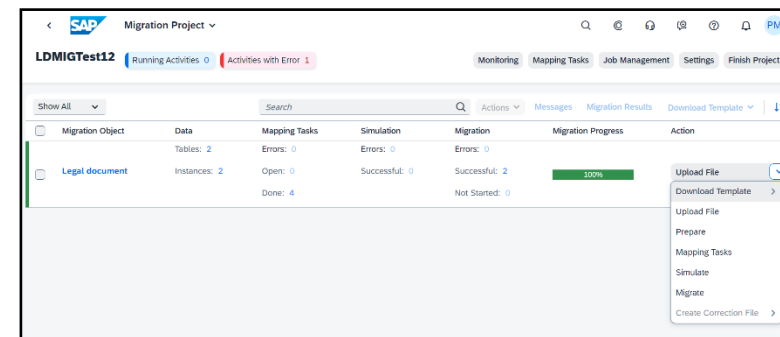 SAP Migration Project PM
LDMIGTest12 Running Activities 0 Activities with Error 1 Monitoring Mapping Tasks Job Management Settings Finish Project
Show All Search Actions Messages Migration Results Download Template
Migration Object Data Mapping Tasks Simulation Migration Migration Progress Action
Tables: 2 Errors: 0 Errors: 0 Errors: 0
Legal document Instances: 2 Open: 0 Successful: 0 Successful: 2 100% Upload File
Done: 4 Not Started: 0
Download Template
Upload File
Prepare
Mapping Tasks
Simulate
Migrate
Create Correction File